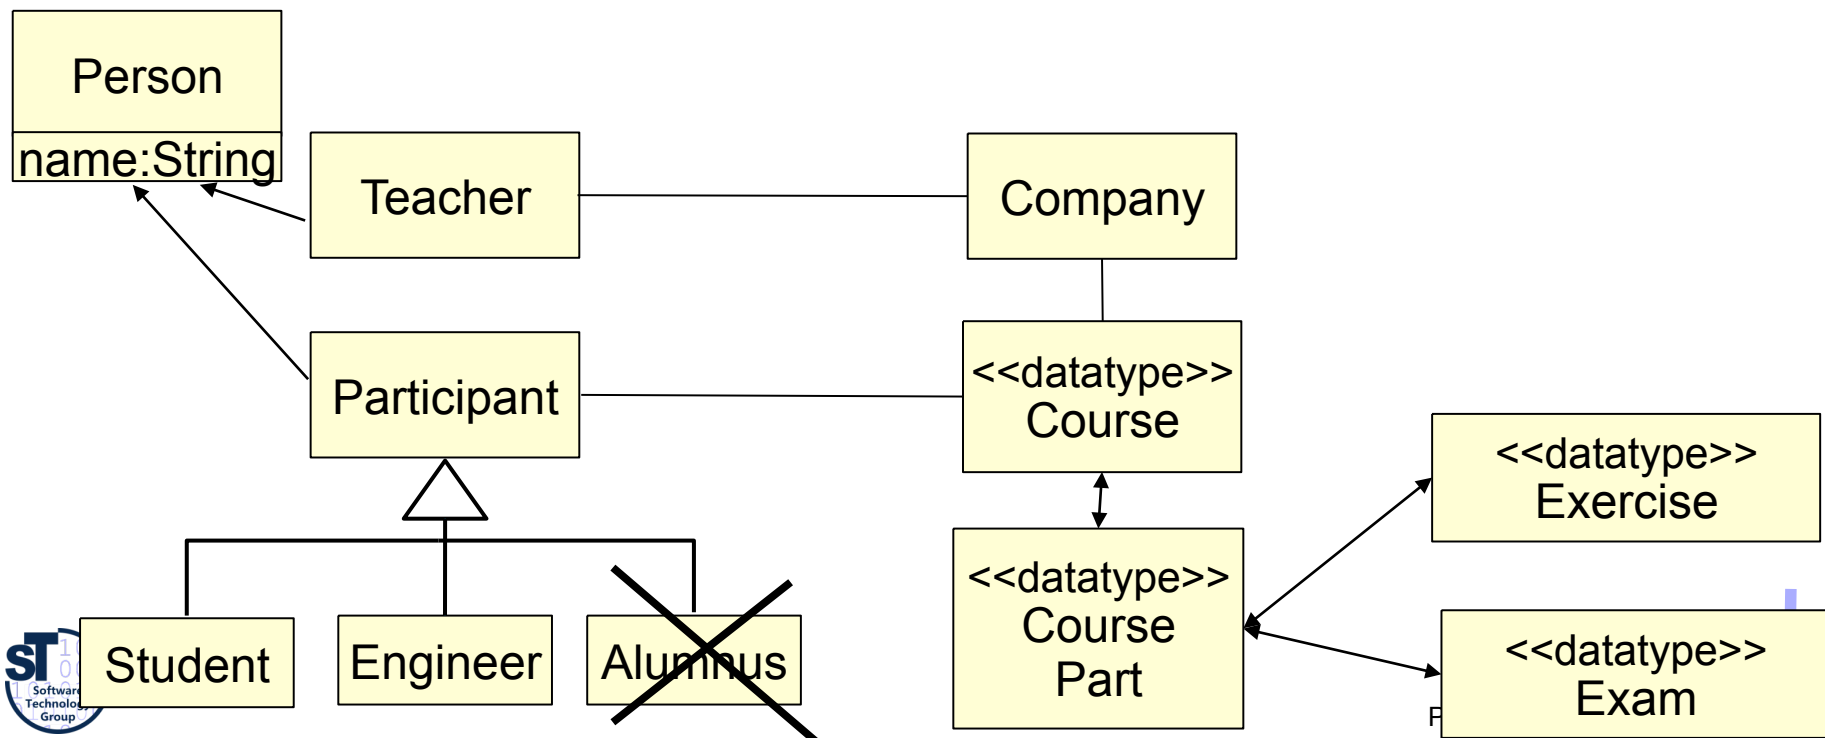 Person
name:String
Teacher
Company
Participant
<<datatype>>
Course
<<datatype>>
Exercise
<<datatype>>
Course
Part
<<datatype>>
Exam
Student
Engineer
Alumnus
ST
Software
Technology
Group